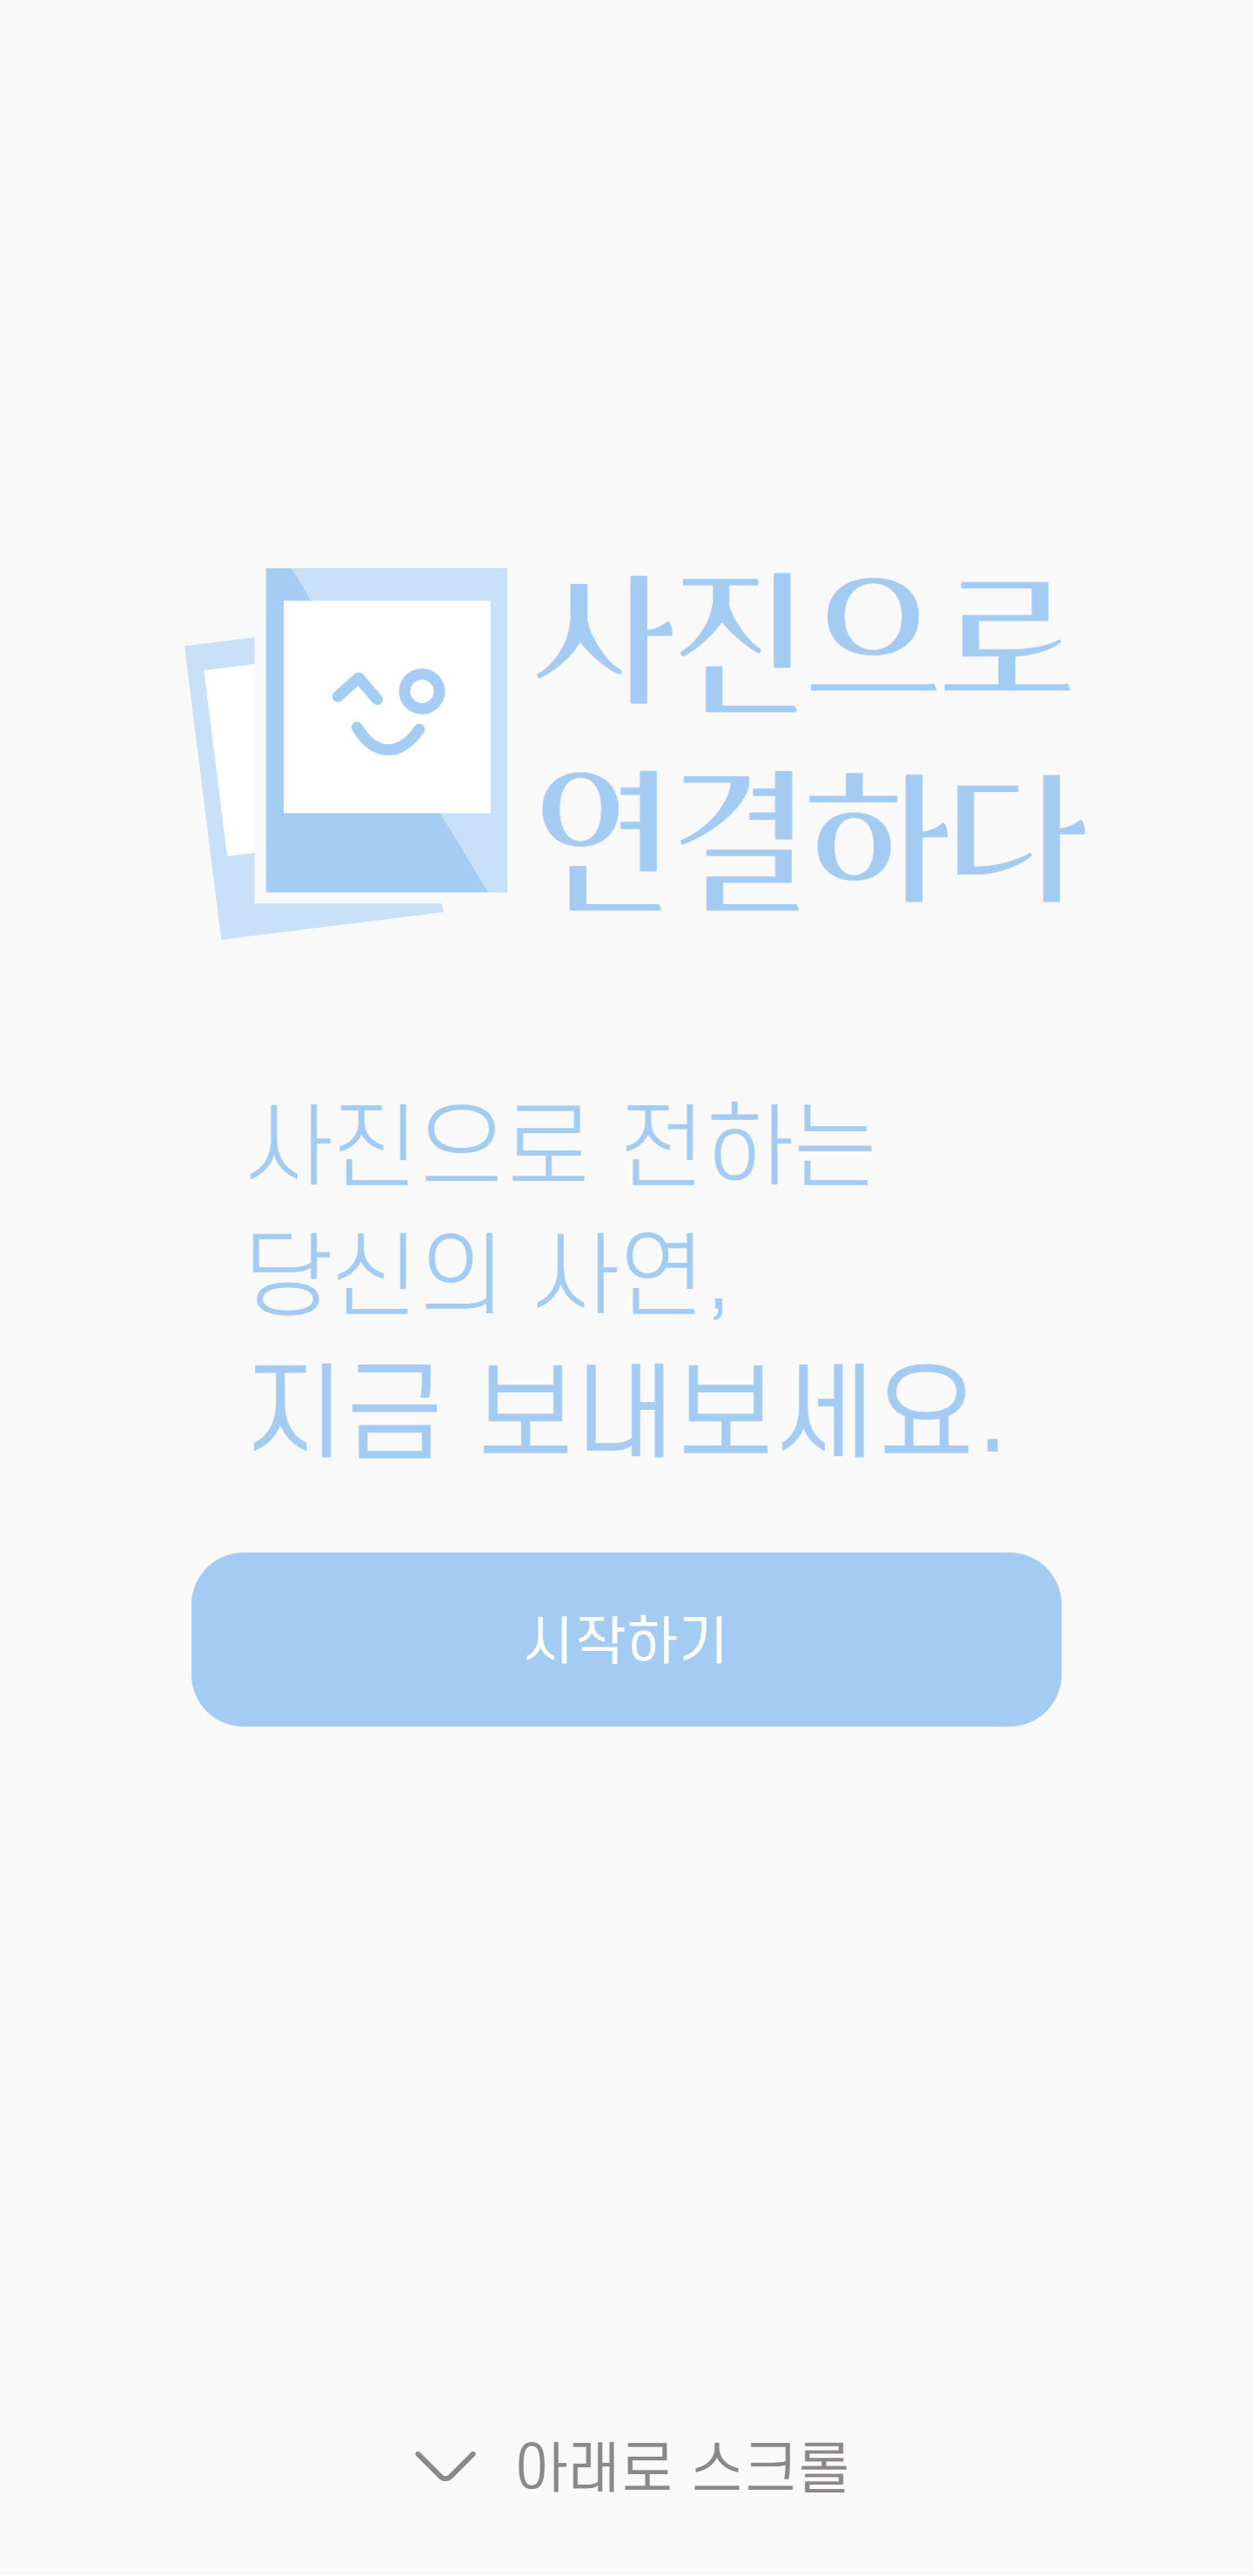 사진으로
연결하다
사진으로 전하는
당신의 사연,
지금 보내보세요.
시작하기
아래로 스크롤